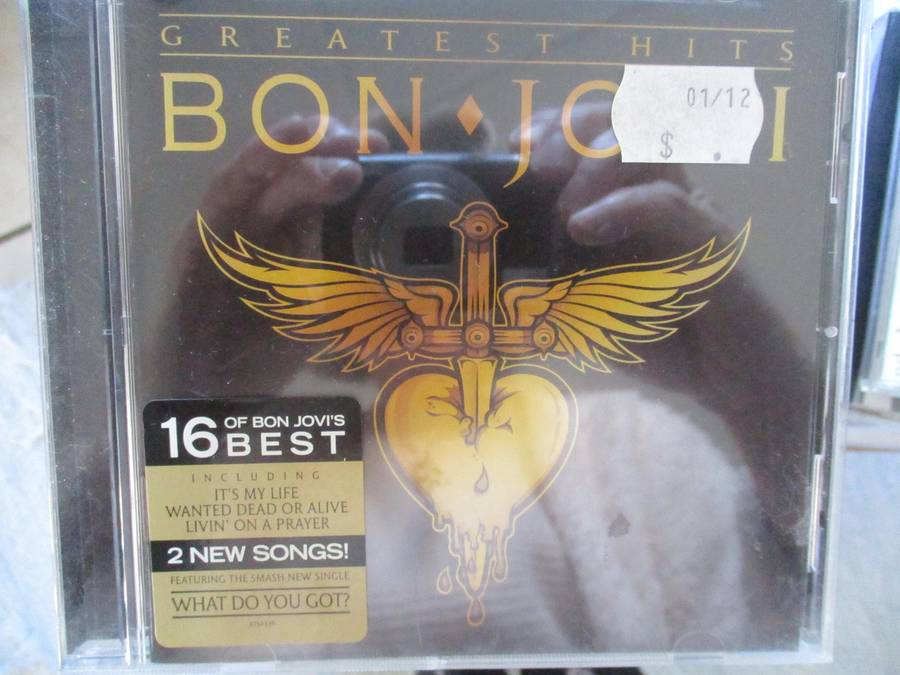 GREATEST HITS
BON♦JO I
01/12
$ .
16 OF BON JOVI'S
BEST
INCLUDING
IT'S MY LIFE
WANTED DEAD OR ALIVE
LIVIN' ON A PRAYER
2 NEW SONGS!
FEATURING THE SMASH NEW SINGLE
WHAT DO YOU GOT?